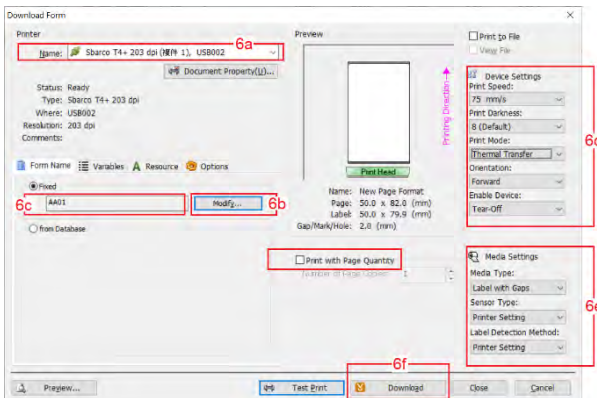 Download Form
Printer
Name: Sbarco T4+ 203 dpi (複件 1), USB002
6a
Document Property(U)...
Status: Ready
Type: Sbarco T4+ 203 dpi
Where: USB002
Resolution: 203 dpi
Comments:
Form Name
Variables
Resource
Options
Fixed
6c
AA01
Modify...
6b
from Database
Preview
Printing Direction
Print Head
Name: New Page Format
Page: 50.0 x 82.0 (mm)
Label: 50.0 x 79.9 (mm)
Gap/Mark/Hole: 2.0 (mm)
Print with Page Quantity
Number of Page Copies: 1
Print to File
View File
Device Settings
Print Speed:
75 mm/s
Print Darkness:
8 (Default)
Print Mode:
Thermal Transfer
Orientation:
Forward
Enable Device:
Tear-Off
Media Settings
Media Type:
Label with Gaps
Sensor Type:
Printer Setting
Label Detection Method:
Printer Setting
6e
6f
Preview...
Test Print
Download
Close
Cancel